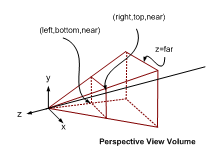 (right,top,near)
(left,bottom,near)
z=far
y
z
x
Perspective View Volume